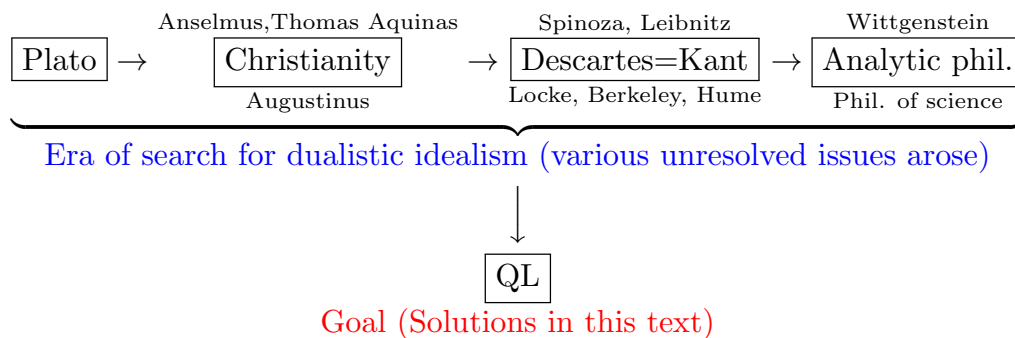 Anselmus,Thomas Aquinas Spinoza, Leibnitz Wittgenstein
Plato → Christianity → Descartes=Kant → Analytic phil.
Augustinus Locke, Berkeley, Hume Phil. of science
Era of search for dualistic idealism (various unresolved issues arose)
QL
Goal (Solutions in this text)